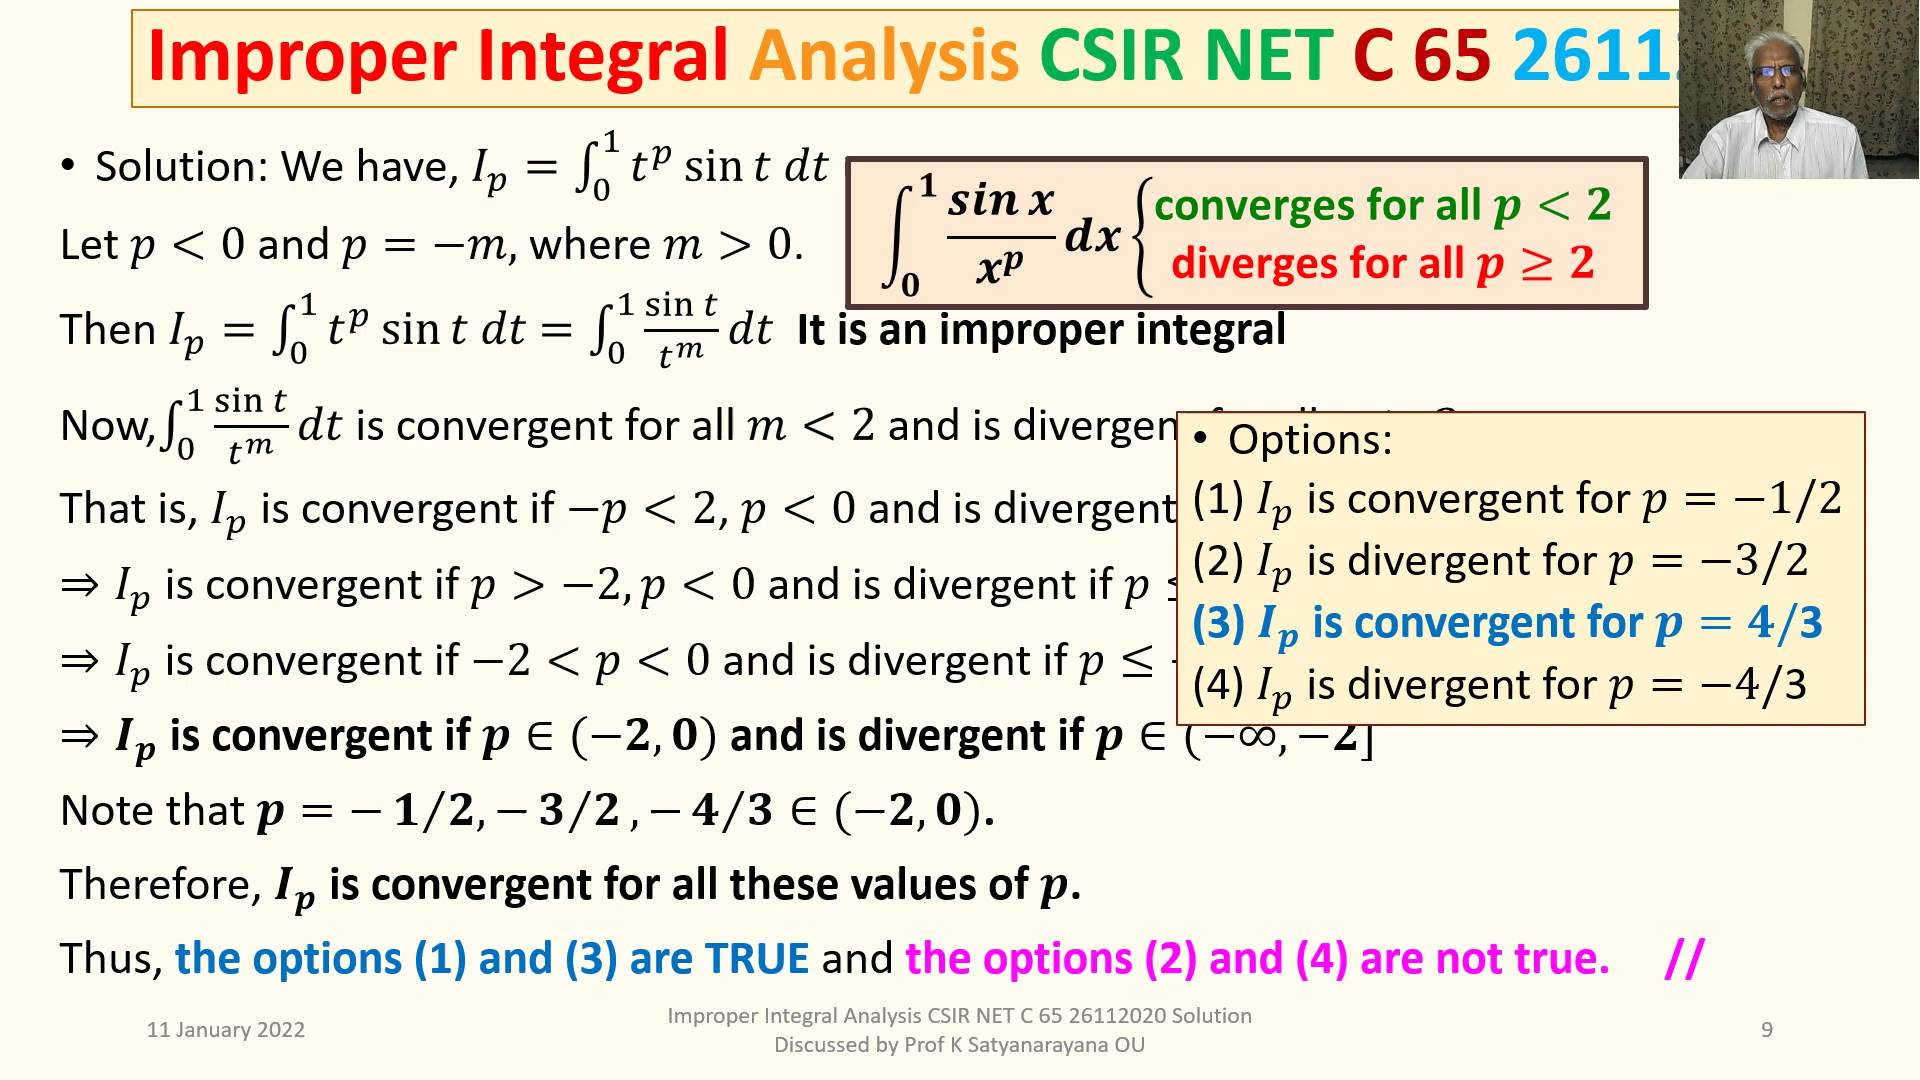 Improper Integral Analysis CSIR NET C 65 2611
• Solution: We have, I_p = ∫_0^1 t^p sin t dt
∫_0^1 sin x / x^p dx { converges for all p < 2
diverges for all p ≥ 2
Let p < 0 and p = −m, where m > 0.
Then I_p = ∫_0^1 t^p sin t dt = ∫_0^1 sin t / t^m dt It is an improper integral
Now, ∫_0^1 sin t / t^m dt is convergent for all m < 2 and is divergen
That is, I_p is convergent if −p < 2, p < 0 and is divergent
⇒ I_p is convergent if p > −2, p < 0 and is divergent if p ≤
⇒ I_p is convergent if −2 < p < 0 and is divergent if p ≤
⇒ I_p is convergent if p ∈ (−2, 0) and is divergent if p ∈ (−∞, −2]
• Options:
(1) I_p is convergent for p = −1/2
(2) I_p is divergent for p = −3/2
(3) I_p is convergent for p = 4/3
(4) I_p is divergent for p = −4/3
Note that p = − 1/2, − 3/2 , − 4/3 ∈ (−2, 0).
Therefore, I_p is convergent for all these values of p.
Thus, the options (1) and (3) are TRUE and the options (2) and (4) are not true. //
11 January 2022
Improper Integral Analysis CSIR NET C 65 26112020 Solution
Discussed by Prof K Satyanarayana OU
9